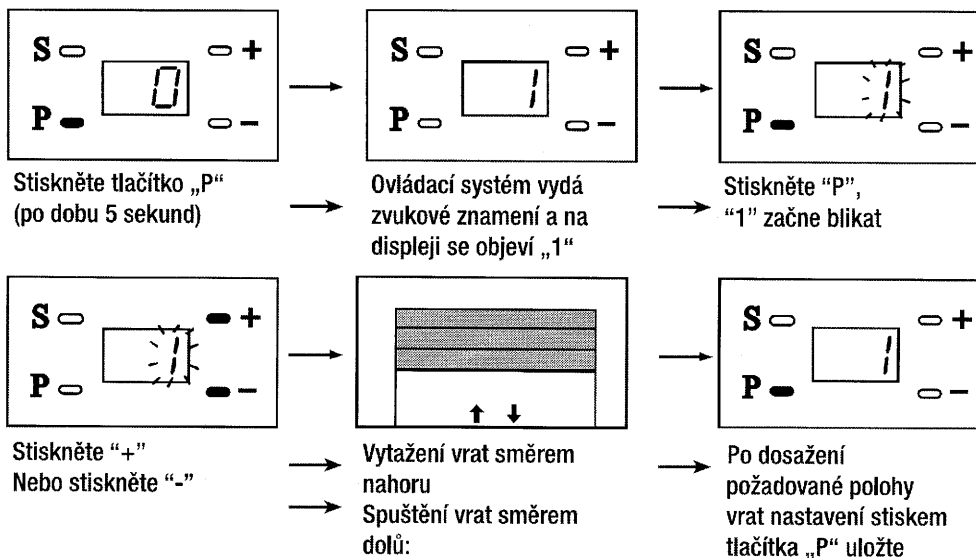 S +
0
P -
Stiskněte tlačítko „P“
(po dobu 5 sekund)
S +
1
P -
Ovládací systém vydá
zvukové znamení a na
displeji se objeví „1“
S +
1
P -
Stiskněte “P”,
“1” začne blikat
S +
1
P -
Stiskněte “+”
Nebo stiskněte “-”
Vytažení vrat směrem
nahoru
Spuštění vrat směrem
dolů:
S +
1
P -
Po dosažení
požadované polohy
vrat nastavení stiskem
tlačítka „P“ uložte